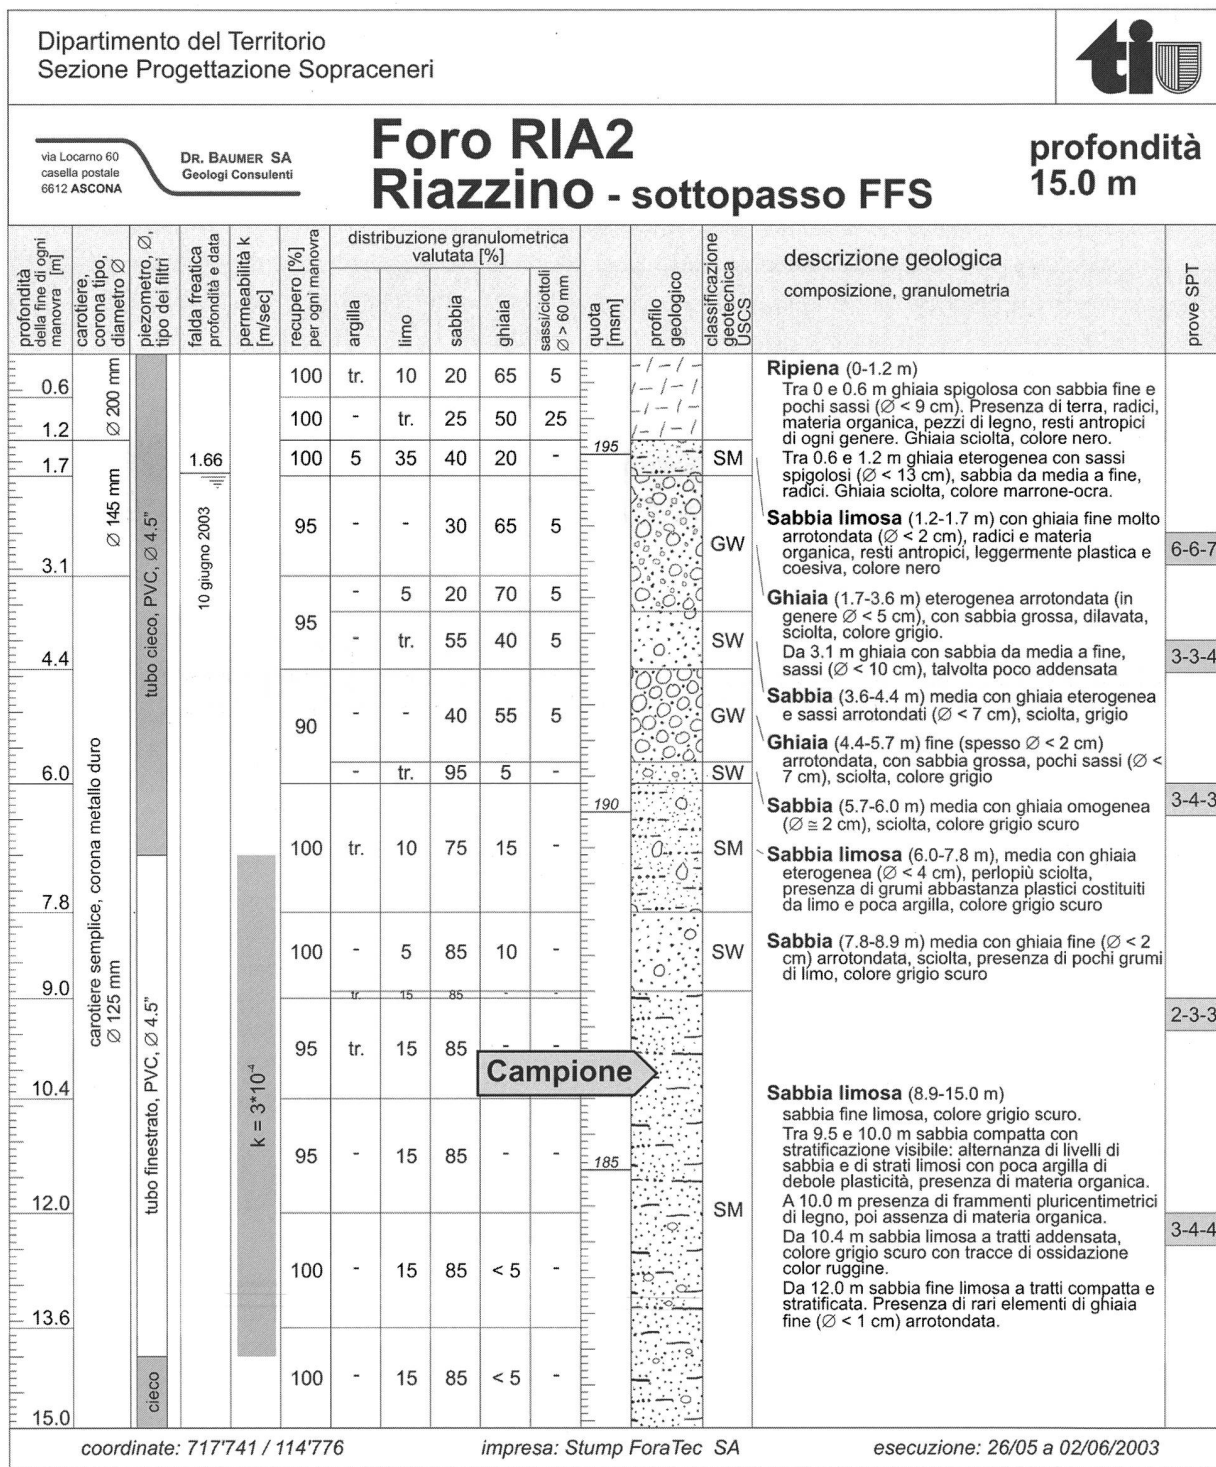 Dipartimento del Territorio
Sezione Progettazione Sopraceneri
ti
via Locarno 60
casella postale
6612 ASCONA
DR. BAUMER SA
Geologi Consulenti
Foro RIA2
Riazzino - sottopasso FFS
profondità
15.0 m
profondità
della fine di ogni
manovra [m]
carotiere,
corona tipo,
diametro Ø
piezometro, Ø,
tipo dei filtri
falda freatica
profondità e data
permeabilità k
[m/sec]
recupero [%]
per ogni manovra
distribuzione granulometrica
valutata [%]
argilla
limo
sabbia
ghiaia
sassi/ciottoli
Ø > 60 mm
quota
[msm]
profilo
geologico
classificazione
geotecnica
USCS
descrizione geologica
composizione, granulometria
prove SPT
0.6
1.2
1.7
3.1
4.4
6.0
7.8
9.0
10.4
12.0
13.6
15.0
Ø 200 mm
Ø 145 mm
carotiere semplice, corona metallo duro
Ø 125 mm
tubo cieco, PVC, Ø 4.5"
tubo finestrato, PVC, Ø 4.5"
cieco
1.66
10 giugno 2003
k = 3*10-4
100 tr. 10 20 65 5
100 - tr. 25 50 25
100 5 35 40 20 -
95 - - 30 65 5
95
- 5 20 70 5
- tr. 55 40 5
90
- - 40 55 5
- tr. 95 5 -
100 tr. 10 75 15 -
100 - 5 85 10 -
tr. 15 85 - -
95 tr. 15 85 - -
95 - 15 85 - -
100 - 15 85 < 5 -
100 - 15 85 < 5 -
Campione
195
190
185
SM
GW
SW
GW
SW
SM
SW
SM
Ripiena (0-1.2 m)
Tra 0 e 0.6 m ghiaia spigolosa con sabbia fine e
pochi sassi (Ø < 9 cm). Presenza di terra, radici,
materia organica, pezzi di legno, resti antropici
di ogni genere. Ghiaia sciolta, colore nero.
Tra 0.6 e 1.2 m ghiaia eterogenea con sassi
spigolosi (Ø < 13 cm), sabbia da media a fine,
radici. Ghiaia sciolta, colore marrone-ocra.
Sabbia limosa (1.2-1.7 m) con ghiaia fine molto
arrotondata (Ø < 2 cm), radici e materia
organica, resti antropici, leggermente plastica e
coesiva, colore nero
Ghiaia (1.7-3.6 m) eterogenea arrotondata (in
genere Ø < 5 cm), con sabbia grossa, dilavata,
sciolta, colore grigio.
Da 3.1 m ghiaia con sabbia da media a fine,
sassi (Ø < 10 cm), talvolta poco addensata
Sabbia (3.6-4.4 m) media con ghiaia eterogenea
e sassi arrotondati (Ø < 7 cm), sciolta, grigio
Ghiaia (4.4-5.7 m) fine (spesso Ø < 2 cm)
arrotondata, con sabbia grossa, pochi sassi (Ø <
7 cm), sciolta, colore grigio
Sabbia (5.7-6.0 m) media con ghiaia omogenea
(Ø ≅ 2 cm), sciolta, colore grigio scuro
Sabbia limosa (6.0-7.8 m), media con ghiaia
eterogenea (Ø < 4 cm), perlopiù sciolta,
presenza di grumi abbastanza plastici costituiti
da limo e poca argilla, colore grigio scuro
Sabbia (7.8-8.9 m) media con ghiaia fine (Ø < 2
cm) arrotondata, sciolta, presenza di pochi grumi
di limo, colore grigio scuro
Sabbia limosa (8.9-15.0 m)
sabbia fine limosa, colore grigio scuro.
Tra 9.5 e 10.0 m sabbia compatta con
stratificazione visibile: alternanza di livelli di
sabbia e di strati limosi con poca argilla di
debole plasticità, presenza di materia organica.
A 10.0 m presenza di frammenti pluricentimetrici
di legno, poi assenza di materia organica.
Da 10.4 m sabbia limosa a tratti addensata,
colore grigio scuro con tracce di ossidazione
color ruggine.
Da 12.0 m sabbia fine limosa a tratti compatta e
stratificata. Presenza di rari elementi di ghiaia
fine (Ø < 1 cm) arrotondata.
6-6-7
3-3-4
3-4-3
2-3-3
3-4-4
coordinate: 717'741 / 114'776
impresa: Stump ForaTec SA
esecuzione: 26/05 a 02/06/2003